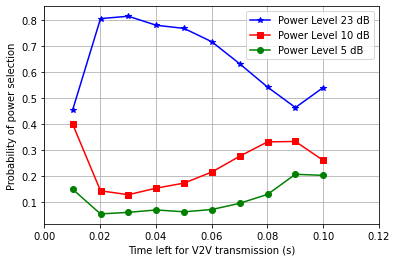 Power Level 23 dB
Power Level 10 dB
Power Level 5 dB
Probability of power selection
0.8
0.7
0.6
0.5
0.4
0.3
0.2
0.1
0.00 0.02 0.04 0.06 0.08 0.10 0.12
Time left for V2V transmission (s)